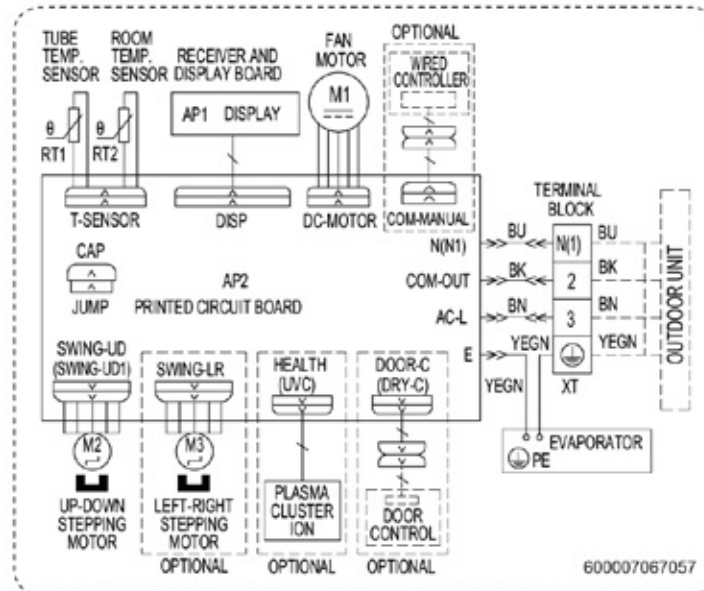 TUBE
TEMP.
SENSOR
ROOM
TEMP.
SENSOR
RECEIVER AND
DISPLAY BOARD
FAN
MOTOR
OPTIONAL
WIRED
CONTROLLER
AP1 DISPLAY
M1
θ
RT1
θ
RT2
T-SENSOR
DISP
DC-MOTOR
COM-MANUAL
TERMINAL
BLOCK
N(N1)
BU
N(1)
BU
COM-OUT
BK
2
BK
AC-L
BN
3
BN
E
YEGN
YEGN
YEGN
XT
OUTDOOR UNIT
CAP
JUMP
AP2
PRINTED CIRCUIT BOARD
SWING-UD
(SWING-UD1)
SWING-LR
HEALTH
(UVC)
DOOR-C
(DRY-C)
EVAPORATOR
PE
M2
M3
UP-DOWN
STEPPING
MOTOR
LEFT-RIGHT
STEPPING
MOTOR
PLASMA
CLUSTER
ION
DOOR
CONTROL
OPTIONAL
OPTIONAL
OPTIONAL
600007067057